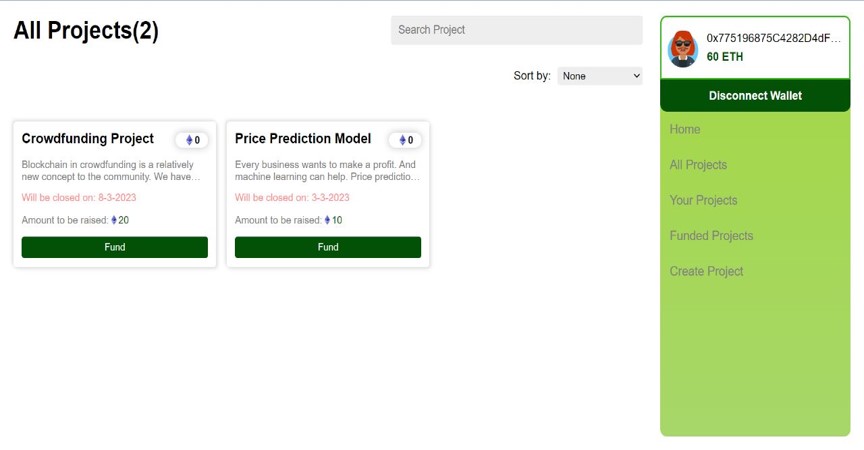 All Projects(2)
Search Project
Sort by: None
Crowdfunding Project 0
Blockchain in crowdfunding is a relatively
new concept to the community. We have...
Will be closed on: 8-3-2023
Amount to be raised: 20
Fund
Price Prediction Model 0
Every business wants to make a profit. And
machine learning can help. Price predictio...
Will be closed on: 3-3-2023
Amount to be raised: 10
Fund
0x775196875C4282D4dF...
60 ETH
Disconnect Wallet
Home
All Projects
Your Projects
Funded Projects
Create Project